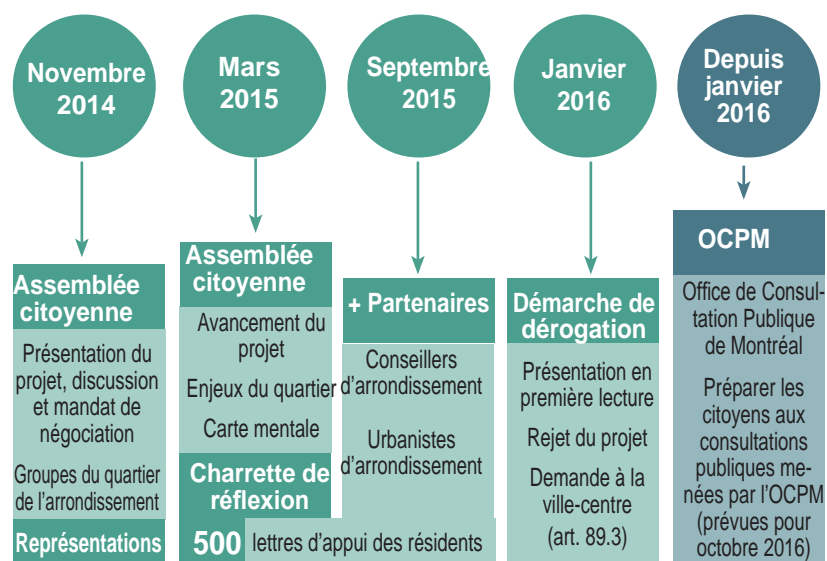 Novembre
2014
Assemblée
citoyenne
Présentation du
projet, discussion
et mandat de
négociation
Groupes du quartier
de l'arrondissement
Représentations
Mars
2015
Assemblée
citoyenne
Avancement du
projet
Enjeux du quartier
Carte mentale
Charrette de
réflexion
500 lettres d'appui des résidents
Septembre
2015
+ Partenaires
Conseillers
d'arrondissement
Urbanistes
d'arrondissement
Janvier
2016
Démarche de
dérogation
Présentation en
première lecture
Rejet du projet
Demande à la
ville-centre
(art. 89.3)
Depuis
janvier
2016
OCPM
Office de Consul-
tation Publique
de Montréal
Préparer les
citoyens aux
consultations
publiques me-
nées par l'OCPM
(prévues pour
octobre 2016)